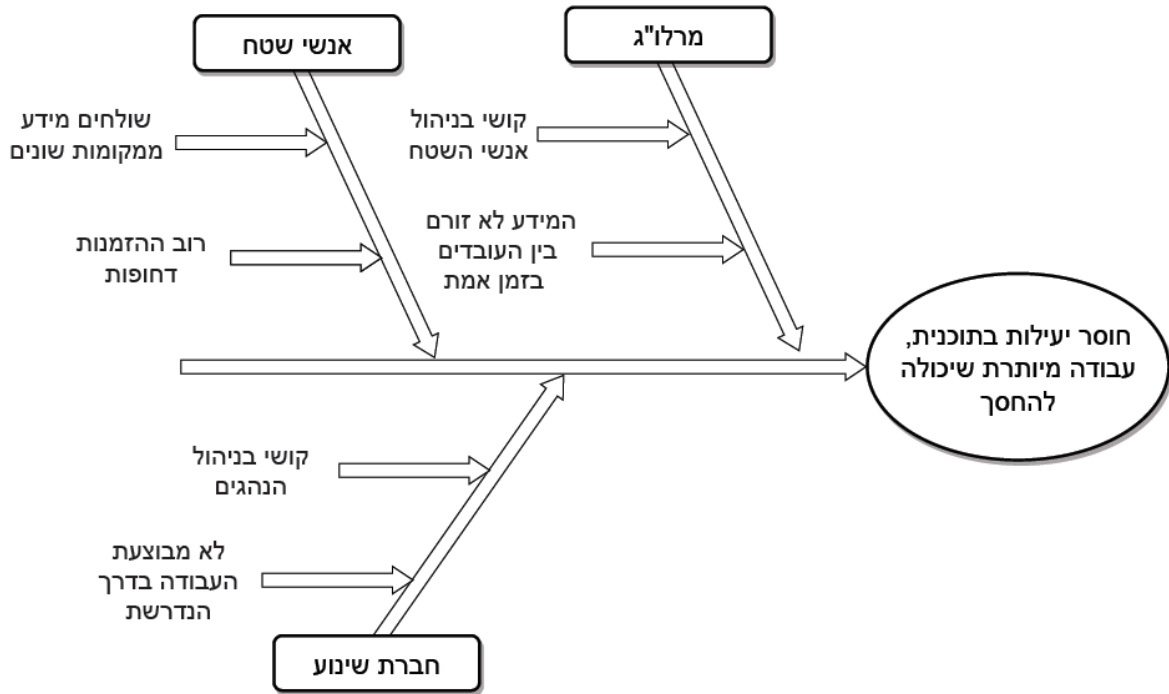 מרלו"ג
אנשי שטח
קושי בניהול
אנשי השטח
המידע לא זורם
בין העובדים
בזמן אמת
שולחים מידע
ממקומות שונים
רוב ההזמנות
דחופות
חוסר יעילות בתוכנית,
עבודה מיותרת שיכולה
להחסך
קושי בניהול
הנהגים
לא מבוצעת
העבודה בדרך
הנדרשת
חברת שינוע